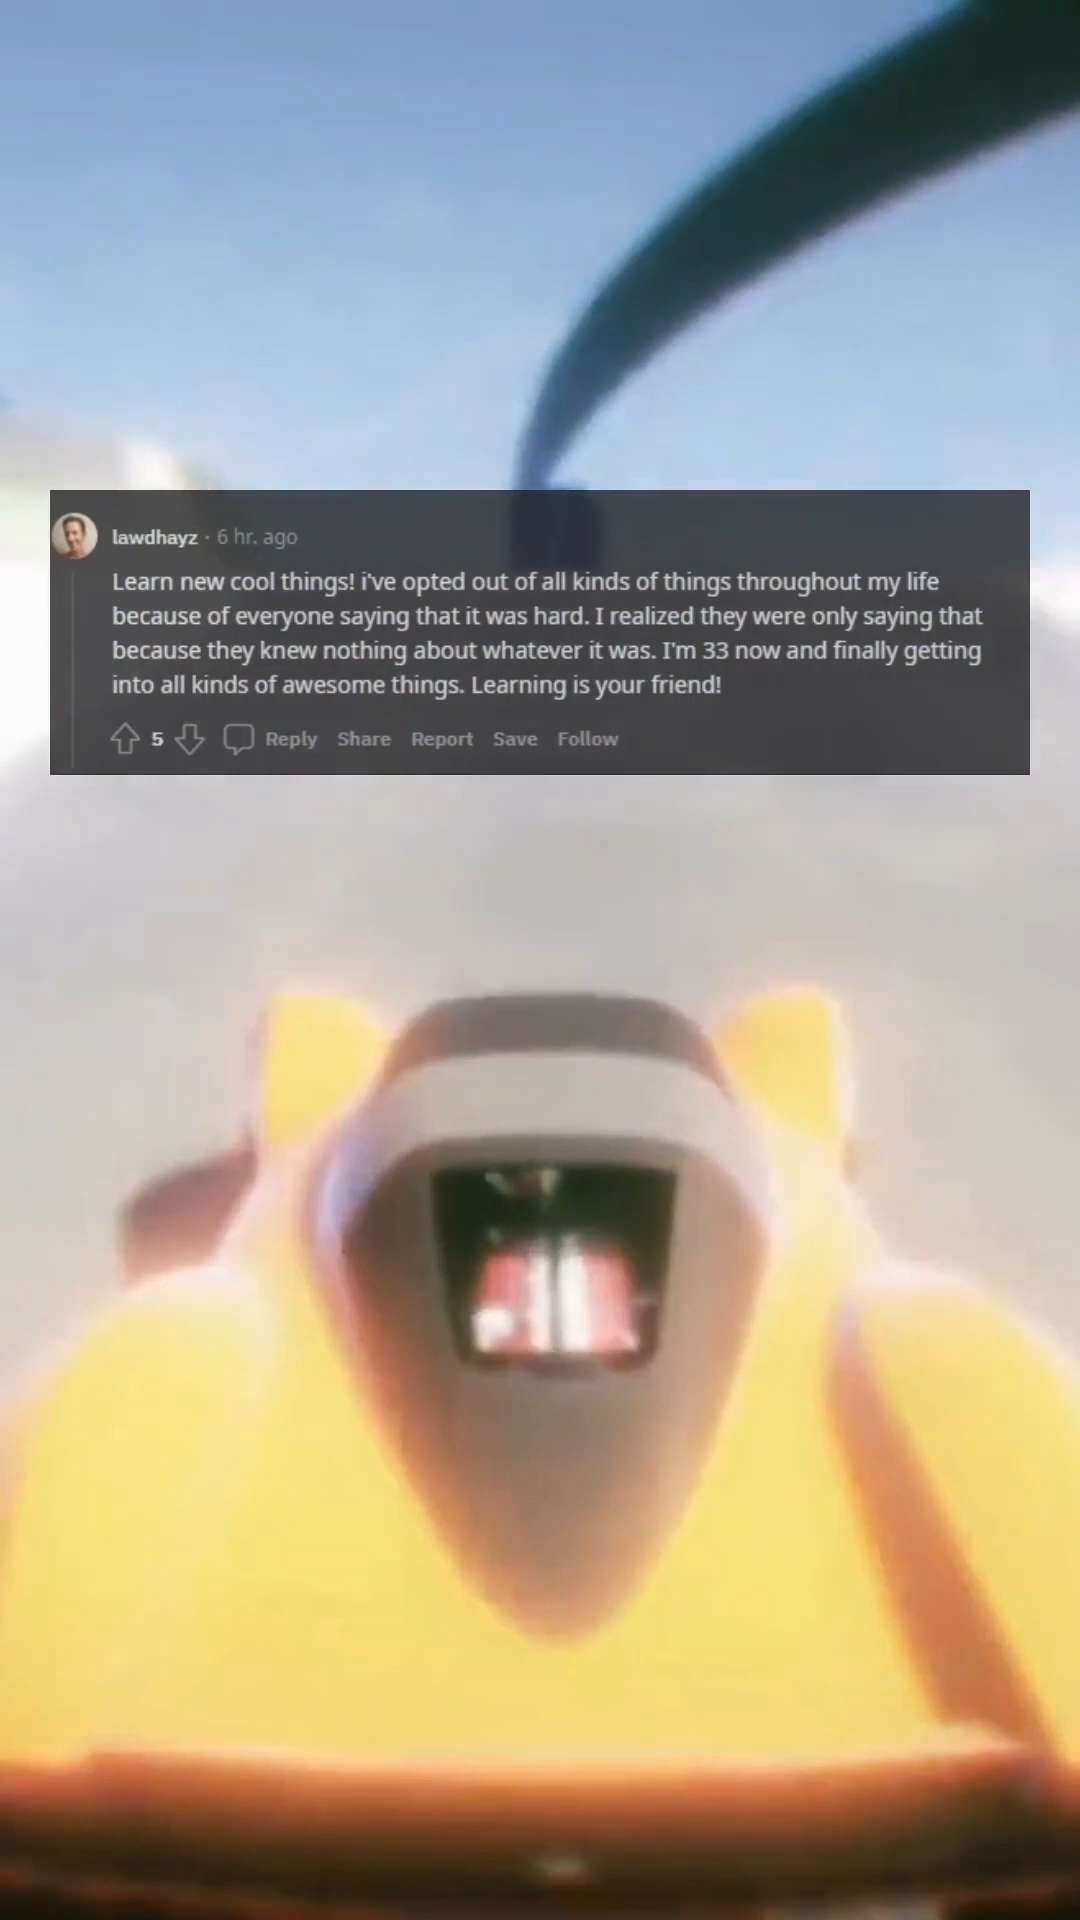 lawdhayz · 6 hr. ago
Learn new cool things! i've opted out of all kinds of things throughout my life
because of everyone saying that it was hard. I realized they were only saying that
because they knew nothing about whatever it was. I'm 33 now and finally getting
into all kinds of awesome things. Learning is your friend!
5 Reply Share Report Save Follow